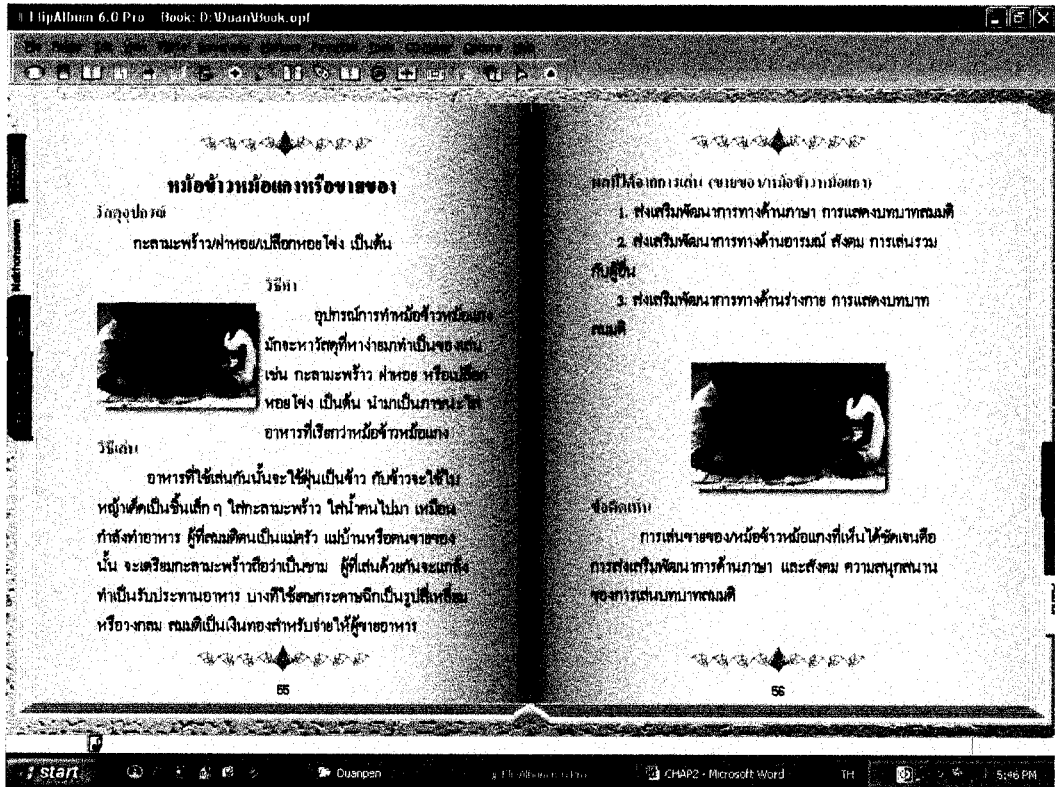 FlipAlbum 6.0 Pro Book: D:\Duan\Book.opf
หม้อข้าวหม้อแกงหรือขายของ
วัสดุอุปกรณ์
กะลามะพร้าว/ฝาหอย/เปลือกหอยโข่ง เป็นต้น
วิธีทำ
อุปกรณ์การทำหม้อข้าวหม้อแกง
มักจะหาวัสดุที่หาง่ายมาทำเป็นของเล่น
เช่น กะลามะพร้าว ฝาหอย หรือเปลือก
หอยโข่ง เป็นต้น นำมาเป็นภาชนะใส่
อาหารที่เรียกว่าหม้อข้าวหม้อแกง
วิธีเล่น
อาหารที่ใช้เล่นกันนั้นจะใช้ฝุ่นเป็นข้าว กับข้าวจะใช้ใบ
หญ้าเด็ดเป็นชิ้นเล็ก ๆ ใส่กะลามะพร้าว ใส่น้ำคนไปมา เหมือน
กำลังทำอาหาร ผู้ที่สมมติตนเป็นแม่ครัว แม่บ้านหรือคนขายของ
นั้น จะเตรียมกะลามะพร้าวถือว่าเป็นชาม ผู้ที่เล่นด้วยกันจะแกล้ง
ทำเป็นรับประทานอาหาร บางทีใช้เศษกระดาษฉีกเป็นรูปสี่เหลี่ยม
หรือวงกลม สมมติเป็นเงินทองสำหรับจ่ายให้ผู้ขายอาหาร
55
ผลที่ได้จากการเล่น (ขายของ/หม้อข้าวหม้อแกง)
1. ส่งเสริมพัฒนาการทางด้านภาษา การแสดงบทบาทสมมติ
2. ส่งเสริมพัฒนาการทางด้านอารมณ์ สังคม การเล่นรวม
กับผู้อื่น
3. ส่งเสริมพัฒนาการทางด้านร่างกาย การแสดงบทบาท
สมมติ
ข้อคิดเห็น
การเล่นขายของ/หม้อข้าวหม้อแกงที่เห็นได้ชัดเจนคือ
การส่งเสริมพัฒนาการด้านภาษา และสังคม ความสนุกสนาน
ของการเล่นบทบาทสมมติ
56
start
Duanpen
CHAP2 - Microsoft Word
TH
5:46 PM